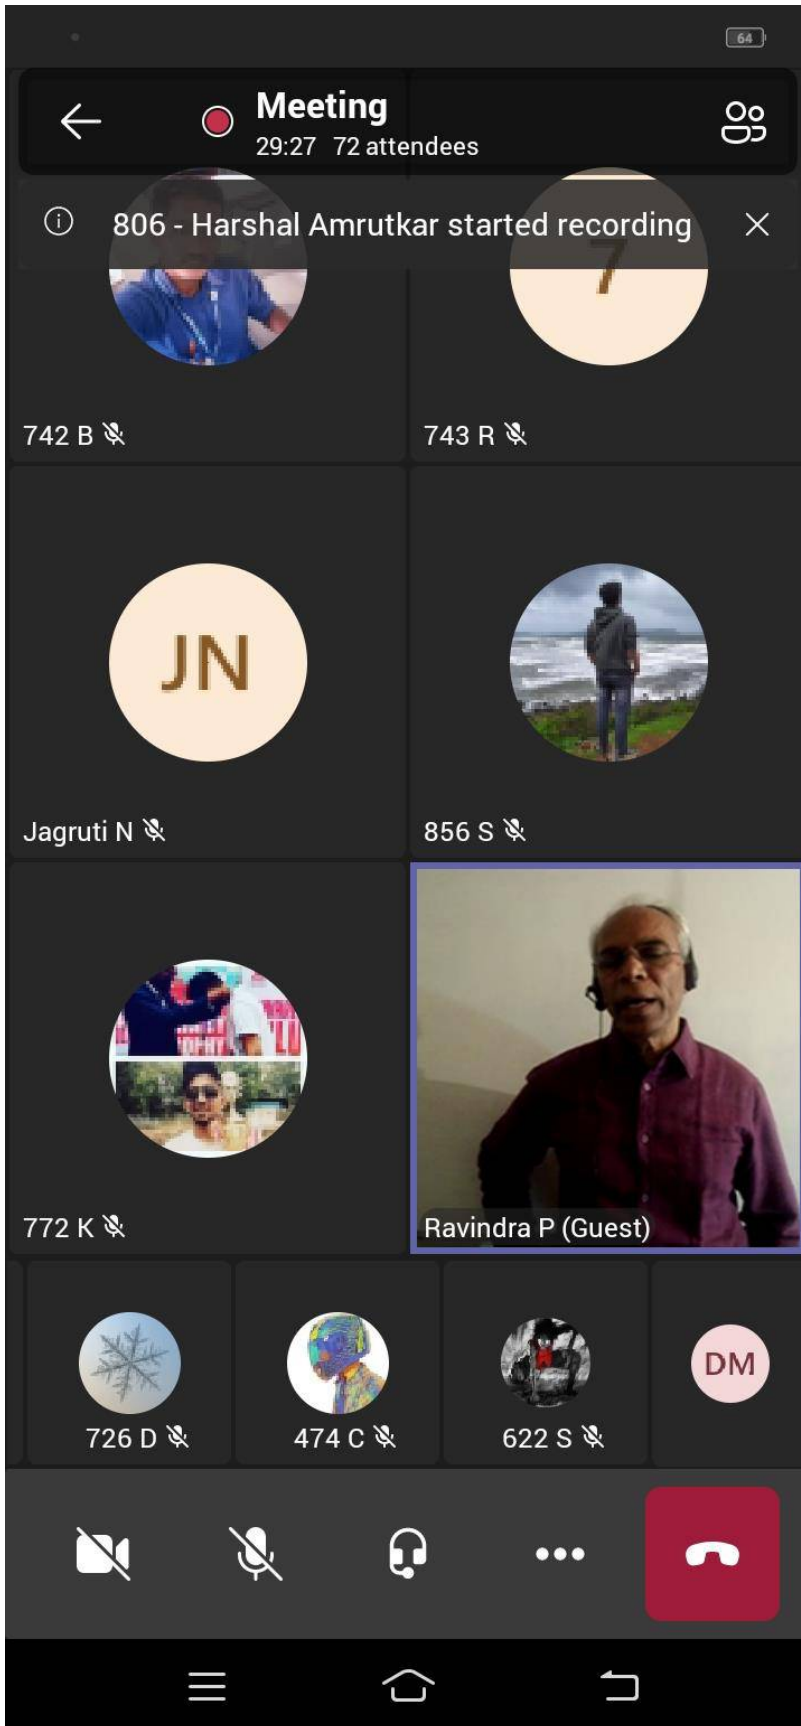 64
Meeting
29:27 72 attendees
806 - Harshal Amrutkar started recording
7
742 B
743 R
JN
Jagruti N
856 S
772 K
Ravindra P (Guest)
DM
726 D
474 C
622 S